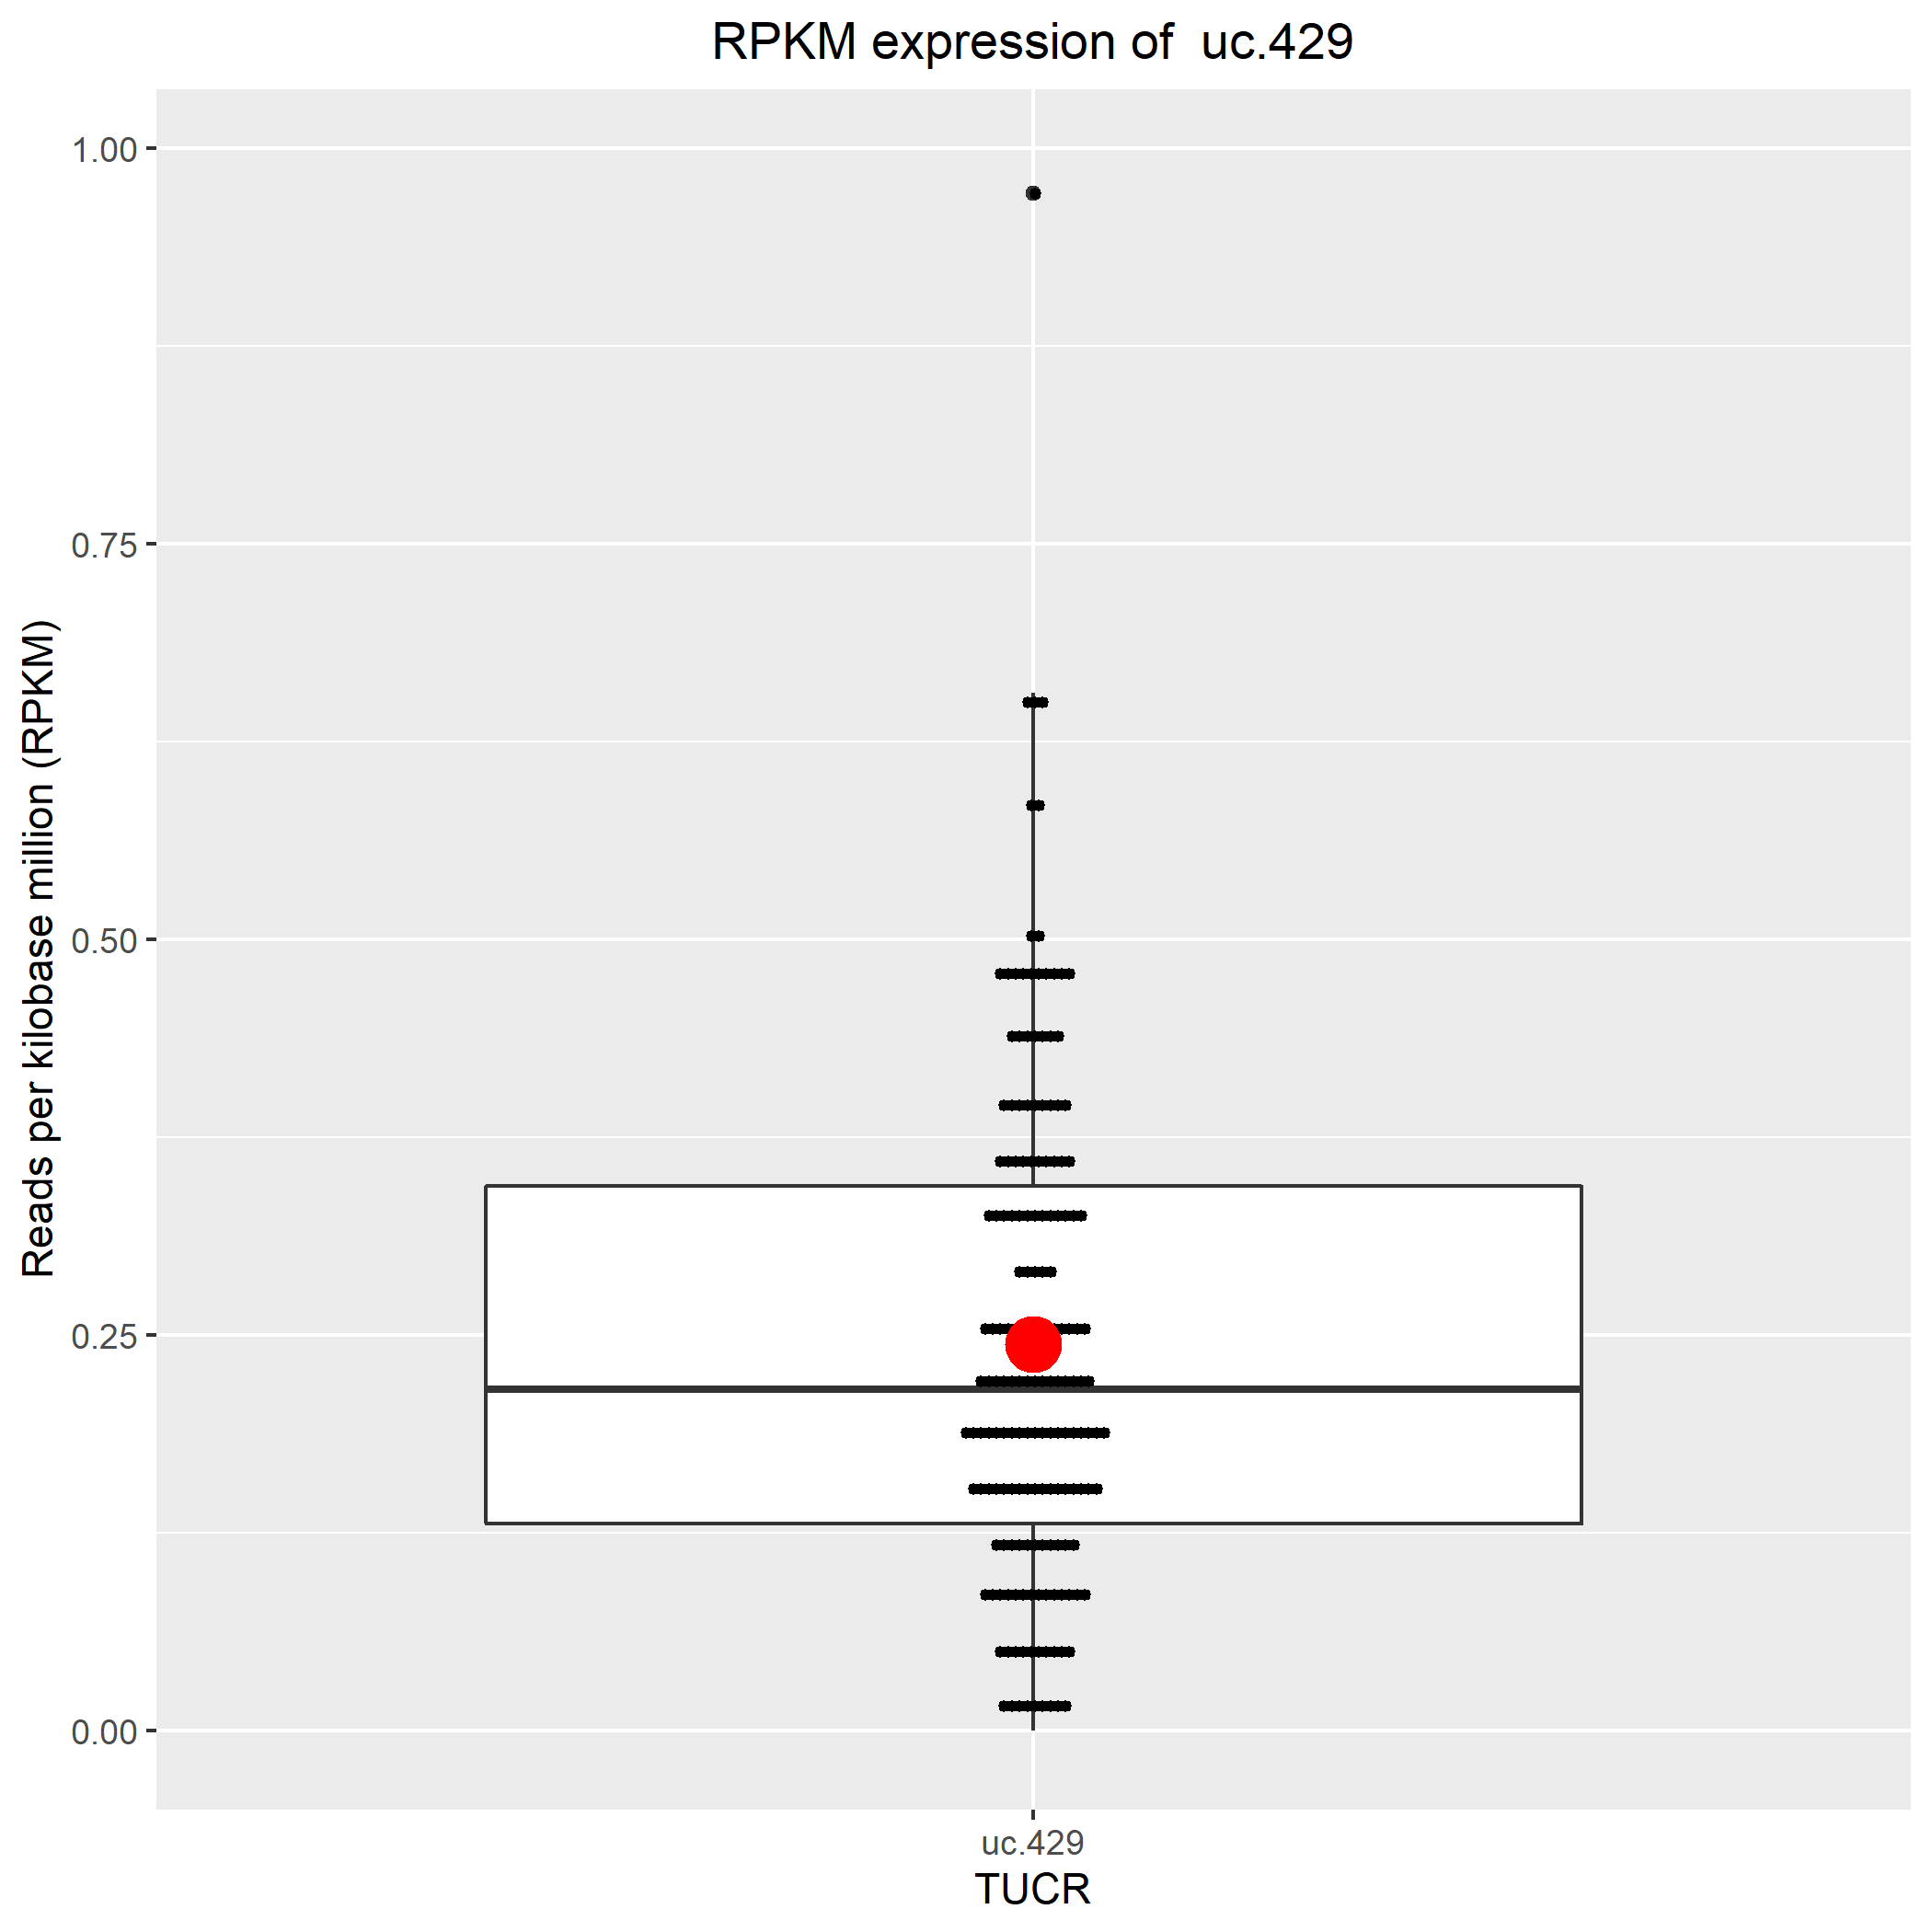 RPKM expression of  uc.429
Reads per kilobase million (RPKM)
1.00
0.75
0.50
0.25
0.00
uc.429
TUCR